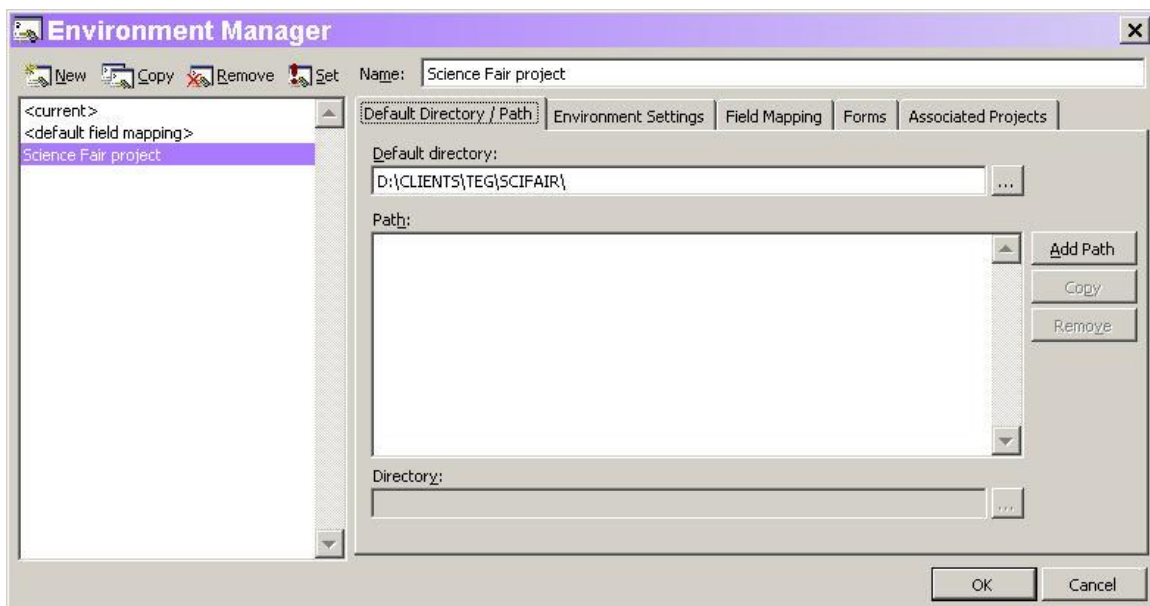 Environment Manager
New Copy Remove Set Name: Science Fair project
<current>
<default field mapping>
Science Fair project
Default Directory / Path Environment Settings Field Mapping Forms Associated Projects
Default directory:
D:\CLIENTS\TEG\SCIFAIR\ ...
Path:
Add Path
Copy
Remove
Directory:
...
OK Cancel